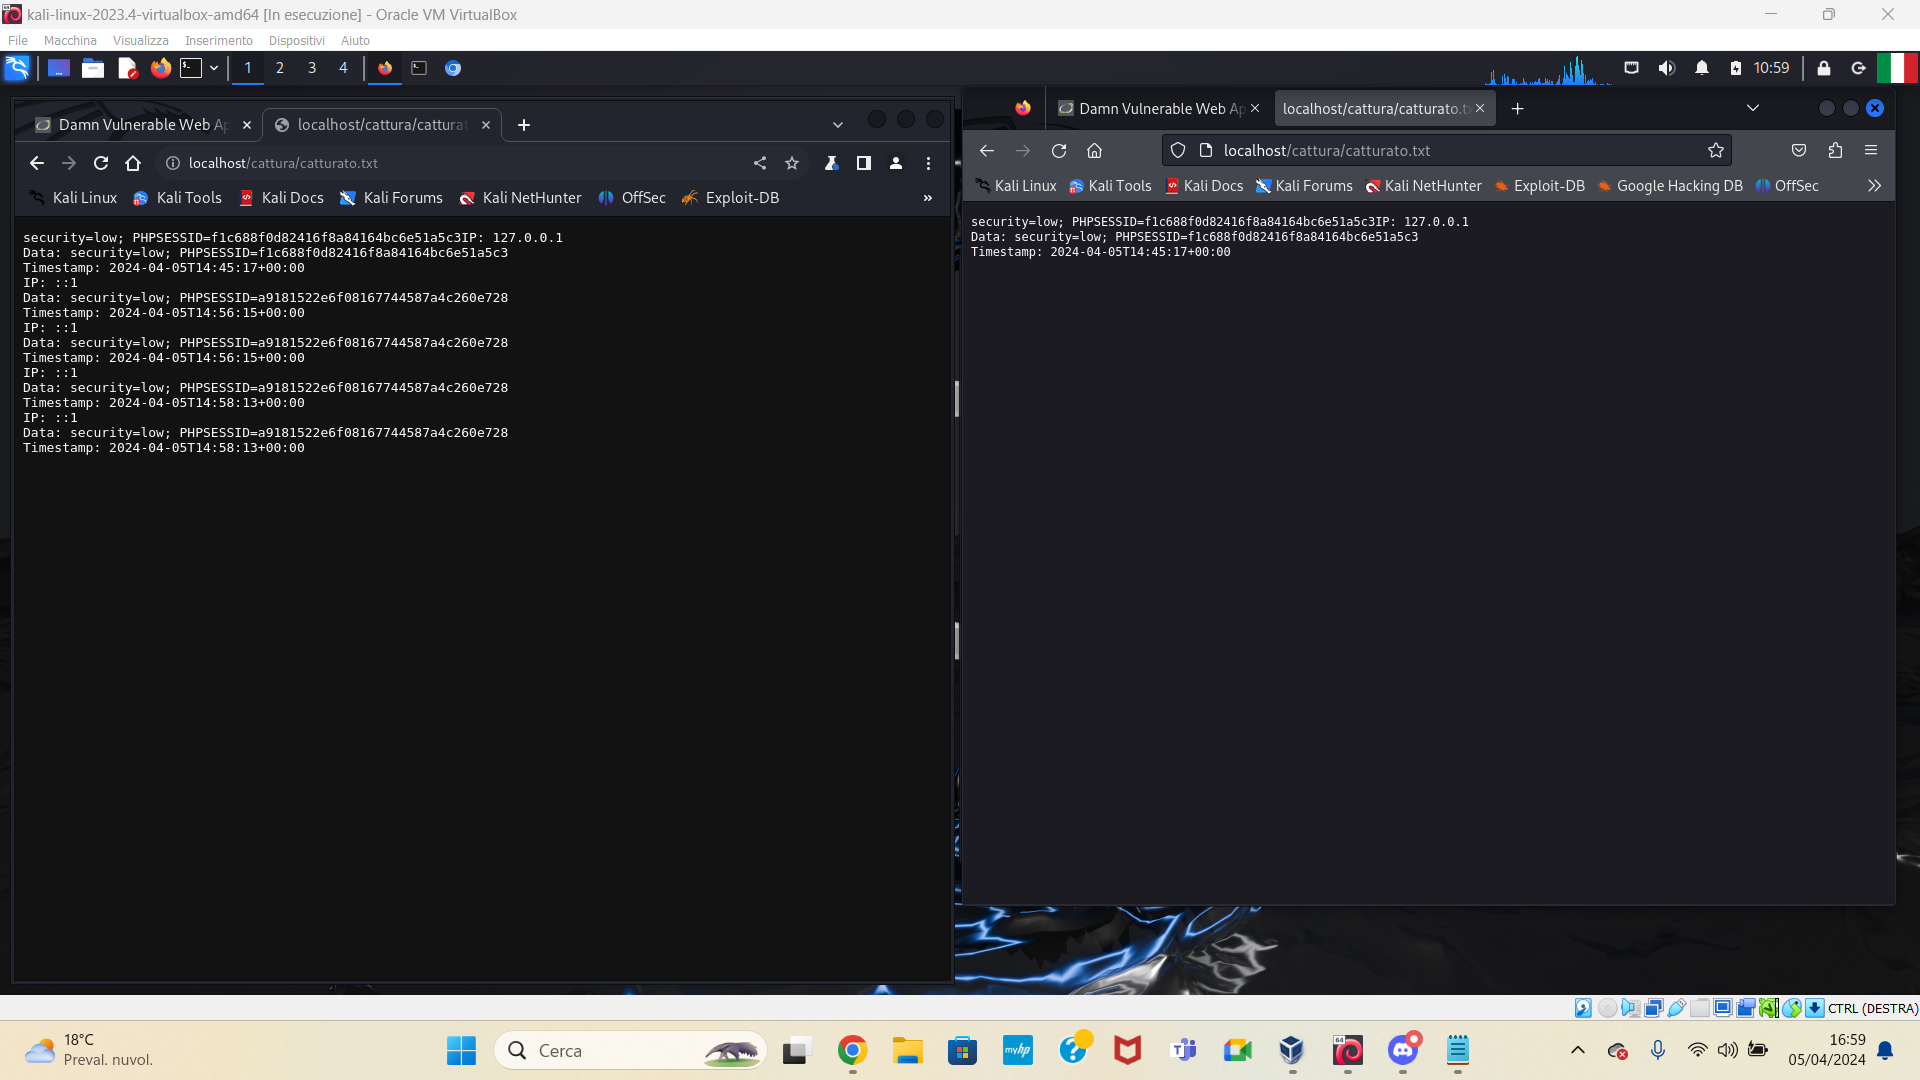 kali-linux-2023.4-virtualbox-amd64 [In esecuzione] - Oracle VM VirtualBox
File Macchina Visualizza Inserimento Dispositivi Aiuto
1 2 3 4
10:59
Damn Vulnerable Web Ap
localhost/cattura/catturat
localhost/cattura/catturato.txt
Kali Linux Kali Tools Kali Docs Kali Forums Kali NetHunter OffSec Exploit-DB »
security=low; PHPSESSID=f1c688f0d82416f8a84164bc6e51a5c3IP: 127.0.0.1
Data: security=low; PHPSESSID=f1c688f0d82416f8a84164bc6e51a5c3
Timestamp: 2024-04-05T14:45:17+00:00
IP: ::1
Data: security=low; PHPSESSID=a9181522e6f08167744587a4c260e728
Timestamp: 2024-04-05T14:56:15+00:00
IP: ::1
Data: security=low; PHPSESSID=a9181522e6f08167744587a4c260e728
Timestamp: 2024-04-05T14:56:15+00:00
IP: ::1
Data: security=low; PHPSESSID=a9181522e6f08167744587a4c260e728
Timestamp: 2024-04-05T14:58:13+00:00
IP: ::1
Data: security=low; PHPSESSID=a9181522e6f08167744587a4c260e728
Timestamp: 2024-04-05T14:58:13+00:00
Damn Vulnerable Web Ap
localhost/cattura/catturato.t
localhost/cattura/catturato.txt
Kali Linux Kali Tools Kali Docs Kali Forums Kali NetHunter Exploit-DB Google Hacking DB OffSec
security=low; PHPSESSID=f1c688f0d82416f8a84164bc6e51a5c3IP: 127.0.0.1
Data: security=low; PHPSESSID=f1c688f0d82416f8a84164bc6e51a5c3
Timestamp: 2024-04-05T14:45:17+00:00
CTRL (DESTRA)
18°C
Preval. nuvol.
Cerca
myhp
64
16:59
05/04/2024